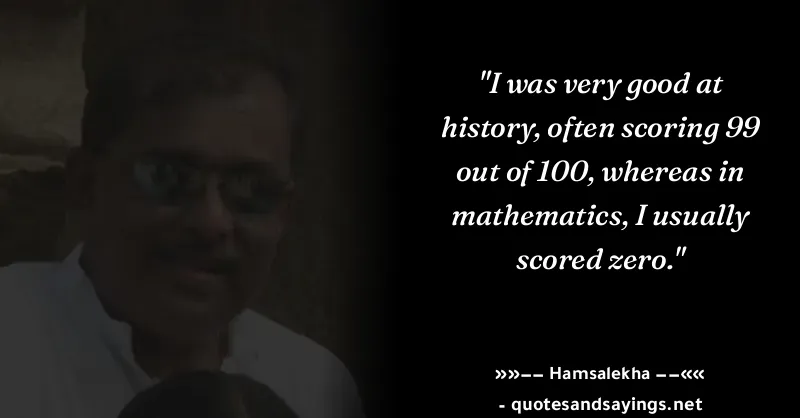 "I was very good at
history, often scoring 99
out of 100, whereas in
mathematics, I usually
scored zero."
»»–– Hamsalekha ––««
- quotesandsayings.net